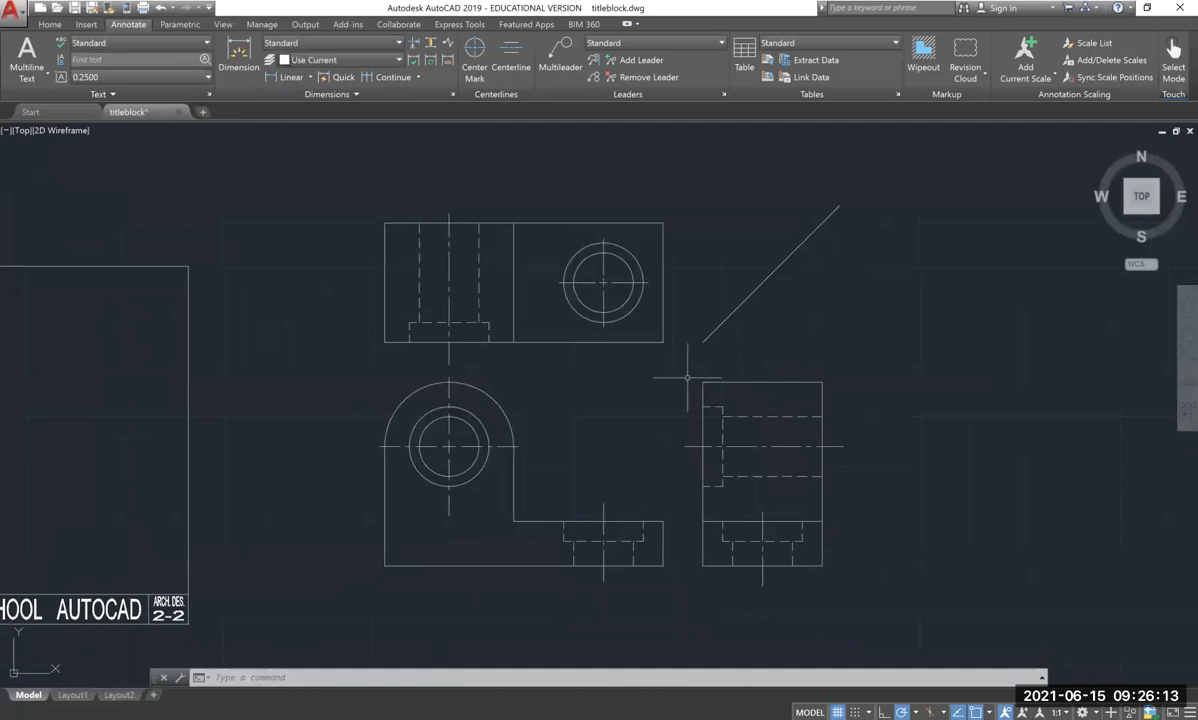 Autodesk AutoCAD 2019 - EDUCATIONAL VERSION titleblock.dwg
Type a keyword or phrase
Sign In
Home Insert Annotate Parametric View Manage Output Add-ins Collaborate Express Tools Featured Apps BIM 360
Multiline
Text
Standard
Find text
0.2500
Text
Dimension
Standard
Use Current
Linear Quick Continue
Dimensions
Center
Mark
Centerline
Centerlines
Multileader
Standard
Add Leader
Remove Leader
Leaders
Table
Standard
Extract Data
Link Data
Tables
Wipeout
Revision
Cloud
Markup
Add
Current Scale
Scale List
Add/Delete Scales
Sync Scale Positions
Annotation Scaling
Select
Mode
Touch
Start titleblock*
[−][Top][2D Wireframe]
N
W TOP E
S
WCS
HOOL AUTOCAD
ARCH. DES.
2-2
Y
X
Type a command
Model Layout1 Layout2
2021-06-15 09:26:13
MODEL
1:1